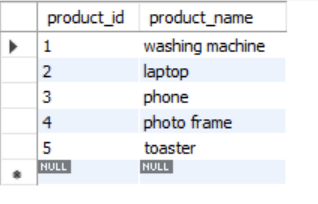 product_id product_name
1 washing machine
2 laptop
3 phone
4 photo frame
5 toaster
NULL NULL